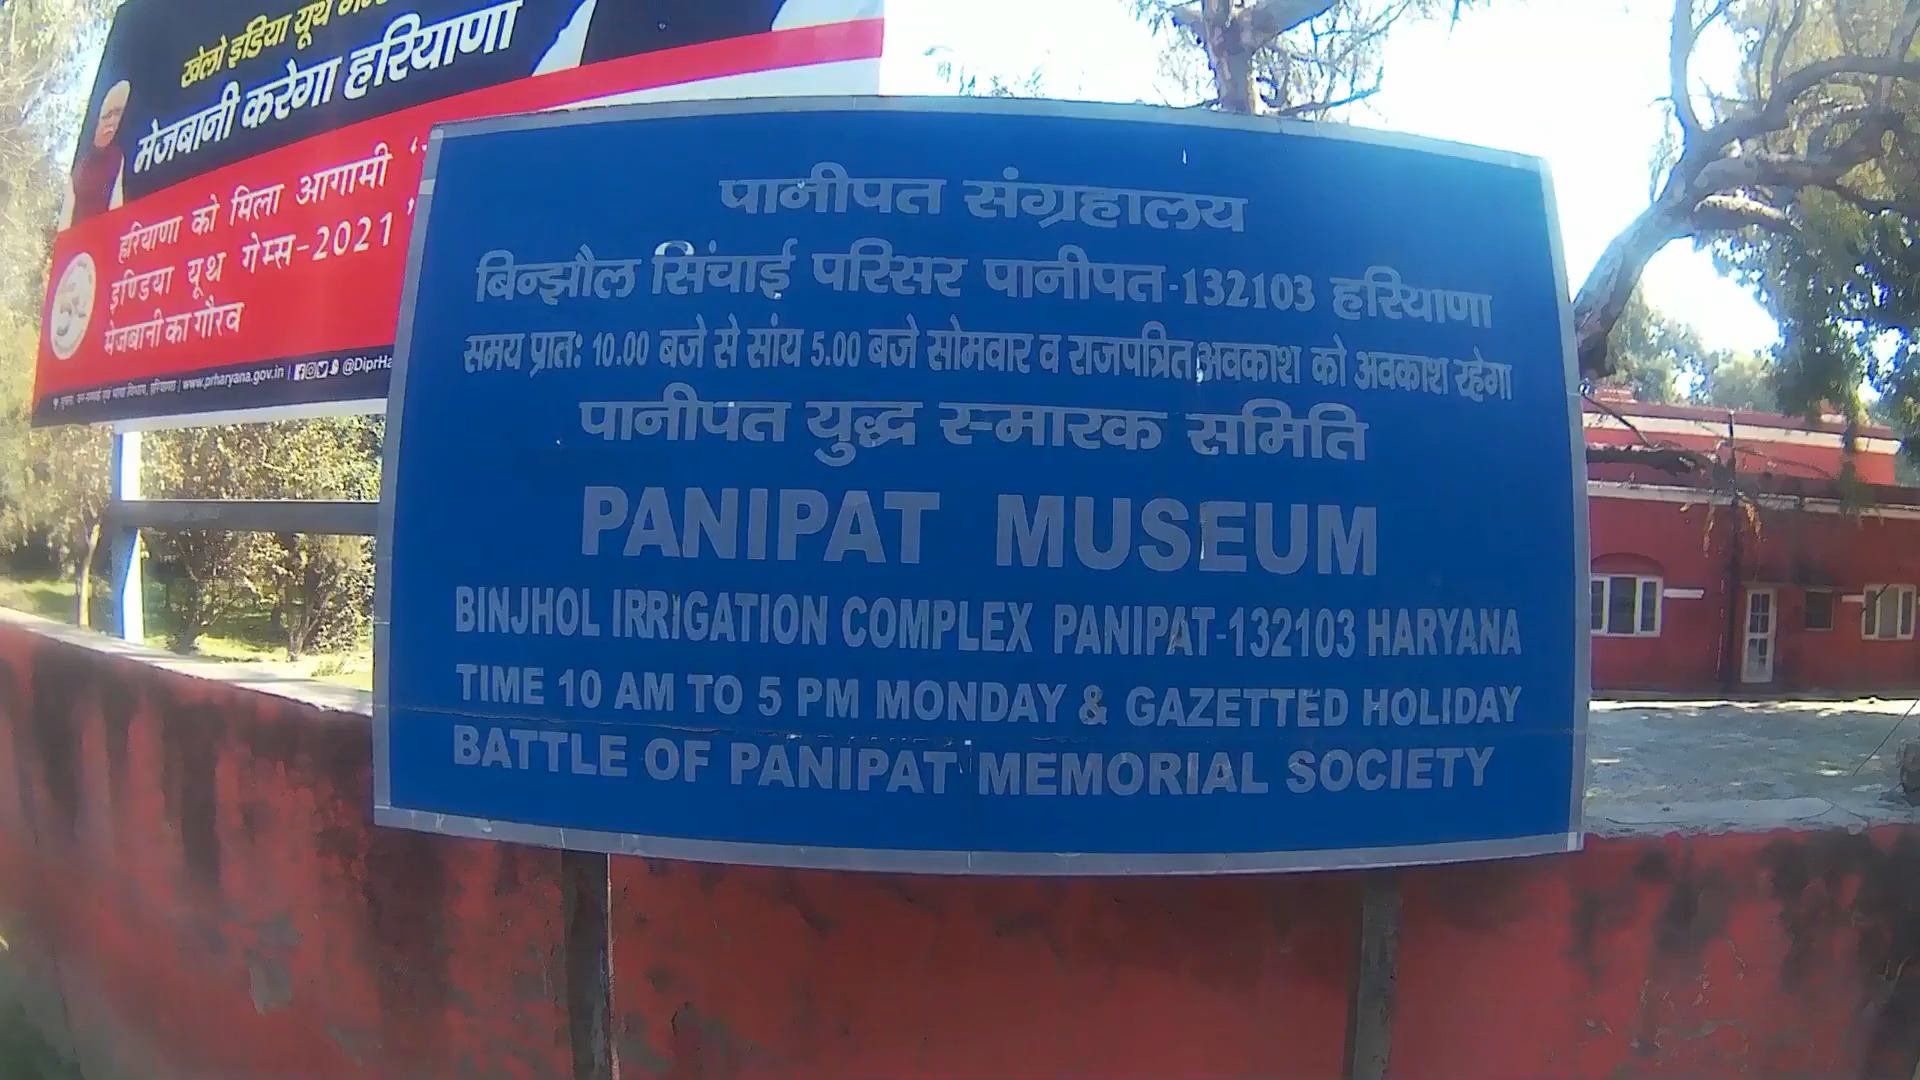 खेलो इंडिया यूथ
मेजबानी करेगा हरियाणा
हरियाणा को मिला आगामी '
इण्डिया यूथ गेम्स-2021'
मेजबानी का गौरव
www.prharyana.gov.in | @DiprHa
पानीपत संग्रहालय
बिन्झौल सिंचाई परिसर पानीपत-132103 हरियाणा
समय प्रात: 10.00 बजे से सांय 5.00 बजे सोमवार व राजपत्रित अवकाश को अवकाश रहेगा
पानीपत युद्ध स्मारक समिति
PANIPAT MUSEUM
BINJHOL IRRIGATION COMPLEX PANIPAT-132103 HARYANA
TIME 10 AM TO 5 PM MONDAY & GAZETTED HOLIDAY
BATTLE OF PANIPAT MEMORIAL SOCIETY